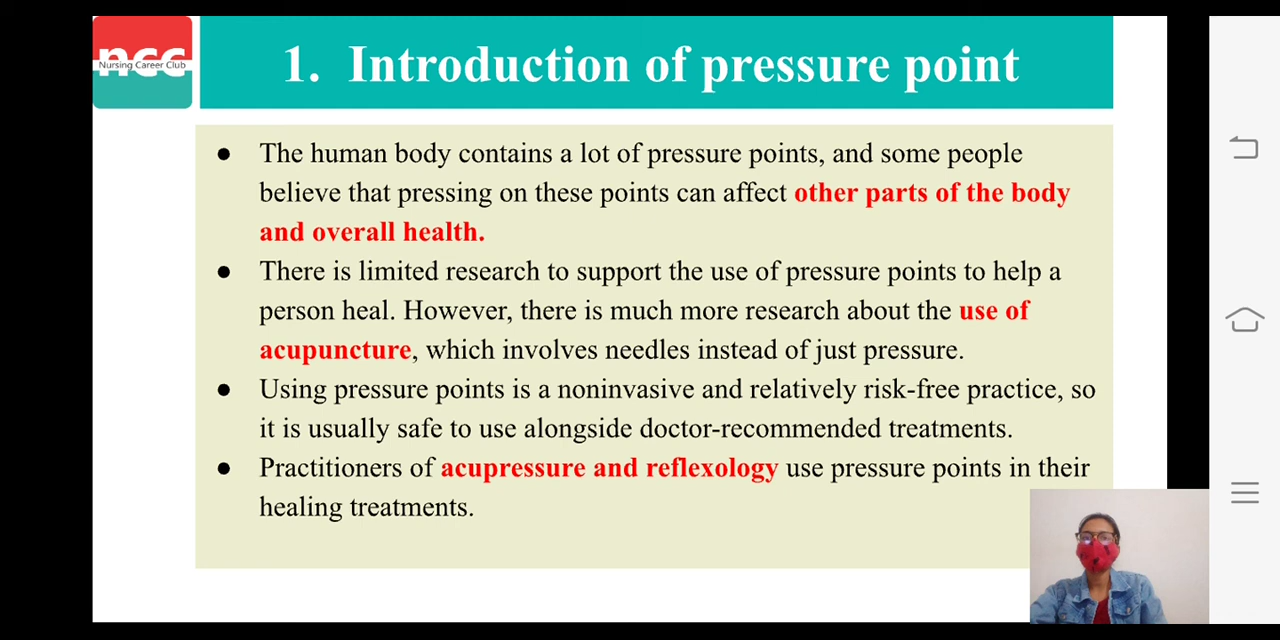 ncc
Nursing Career Club
1. Introduction of pressure point
● The human body contains a lot of pressure points, and some people
believe that pressing on these points can affect other parts of the body
and overall health.
● There is limited research to support the use of pressure points to help a
person heal. However, there is much more research about the use of
acupuncture, which involves needles instead of just pressure.
● Using pressure points is a noninvasive and relatively risk-free practice, so
it is usually safe to use alongside doctor-recommended treatments.
● Practitioners of acupressure and reflexology use pressure points in their
healing treatments.